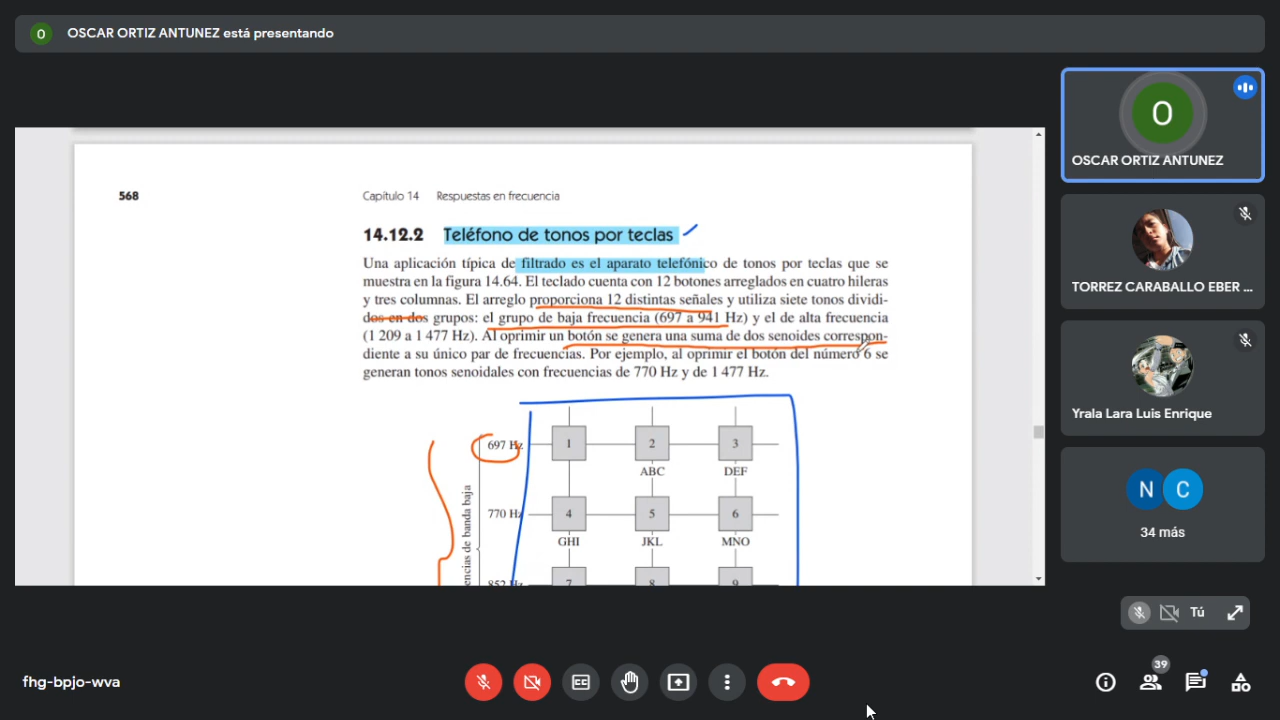 O OSCAR ORTIZ ANTUNEZ está presentando
568 Capítulo 14 Respuestas en frecuencia
14.12.2 Teléfono de tonos por teclas
Una aplicación típica de filtrado es el aparato telefónico de tonos por teclas que se
muestra en la figura 14.64. El teclado cuenta con 12 botones arreglados en cuatro hileras
y tres columnas. El arreglo proporciona 12 distintas señales y utiliza siete tonos dividi-
dos en dos grupos: el grupo de baja frecuencia (697 a 941 Hz) y el de alta frecuencia
(1 209 a 1 477 Hz). Al oprimir un botón se genera una suma de dos senoides correspon-
diente a su único par de frecuencias. Por ejemplo, al oprimir el botón del número 6 se
generan tonos senoidales con frecuencias de 770 Hz y de 1 477 Hz.
697 Hz 1 2 3
ABC DEF
770 Hz 4 5 6
GHI JKL MNO
852 Hz 7 8 9
de banda baja
O
OSCAR ORTIZ ANTUNEZ
TORREZ CARABALLO EBER ...
Yrala Lara Luis Enrique
N C
34 más
Tú
fhg-bpjo-wva
39